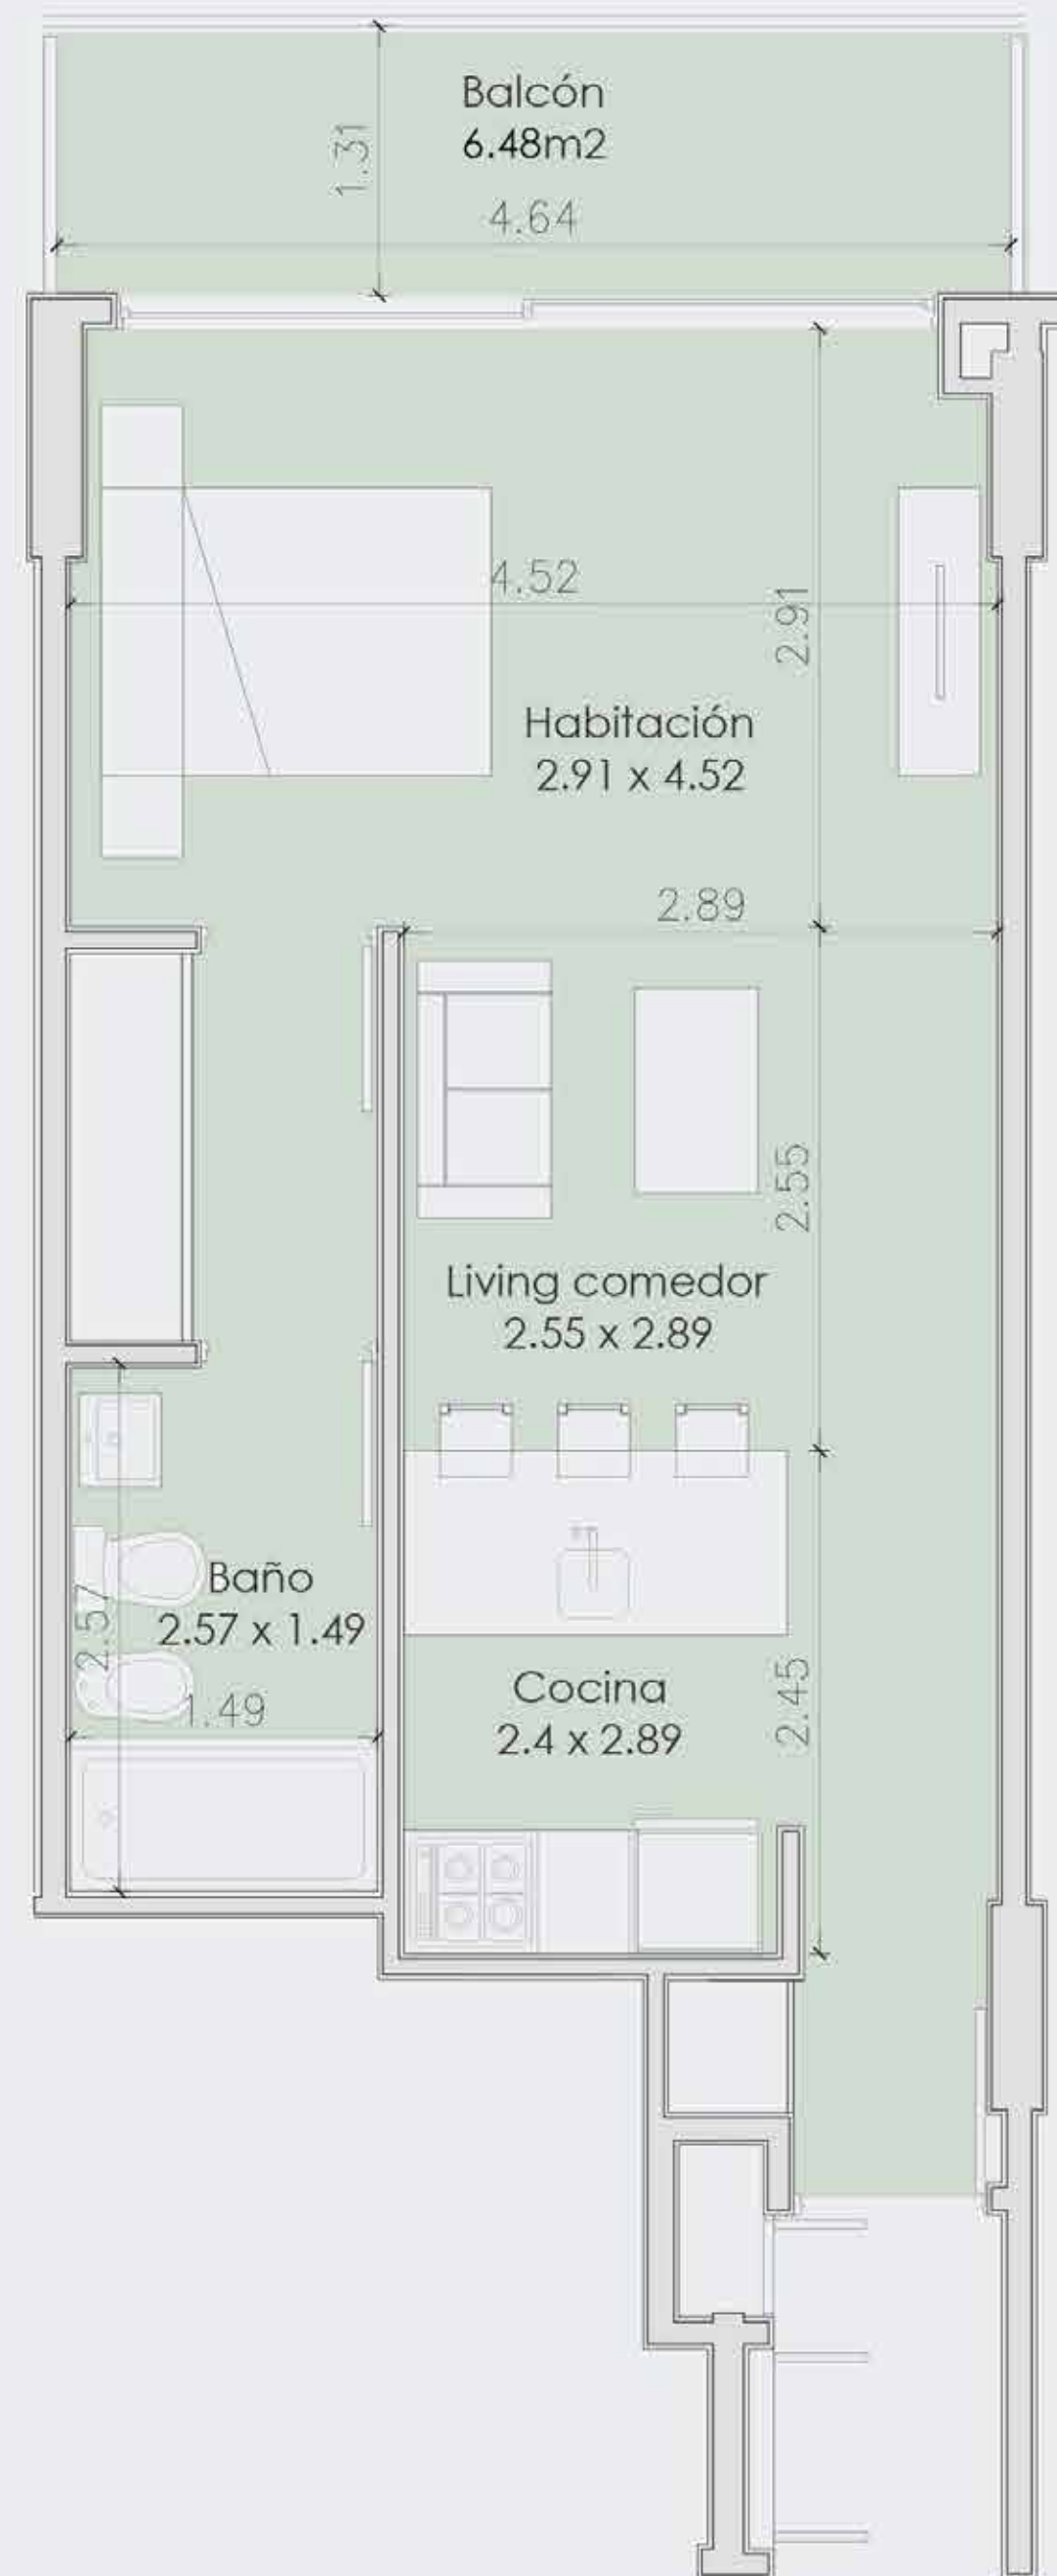 Balcón
6.48m2
1.31
4.64
4.52
2.91
Habitación
2.91 x 4.52
2.89
2.55
Living comedor
2.55 x 2.89
Baño
2.57 x 1.49
2.57
1.49
Cocina
2.4 x 2.89
2.45